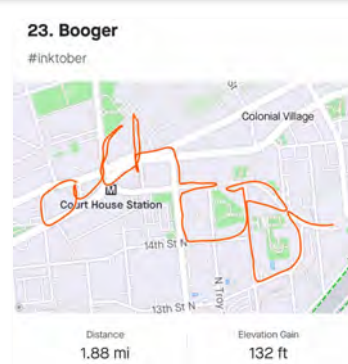 23. Booger
#inktober
St
Colonial Village
M
Court House Station
14th St N
N Troy
13th St N
Distance
Elevation Gain
1.88 mi
132 ft